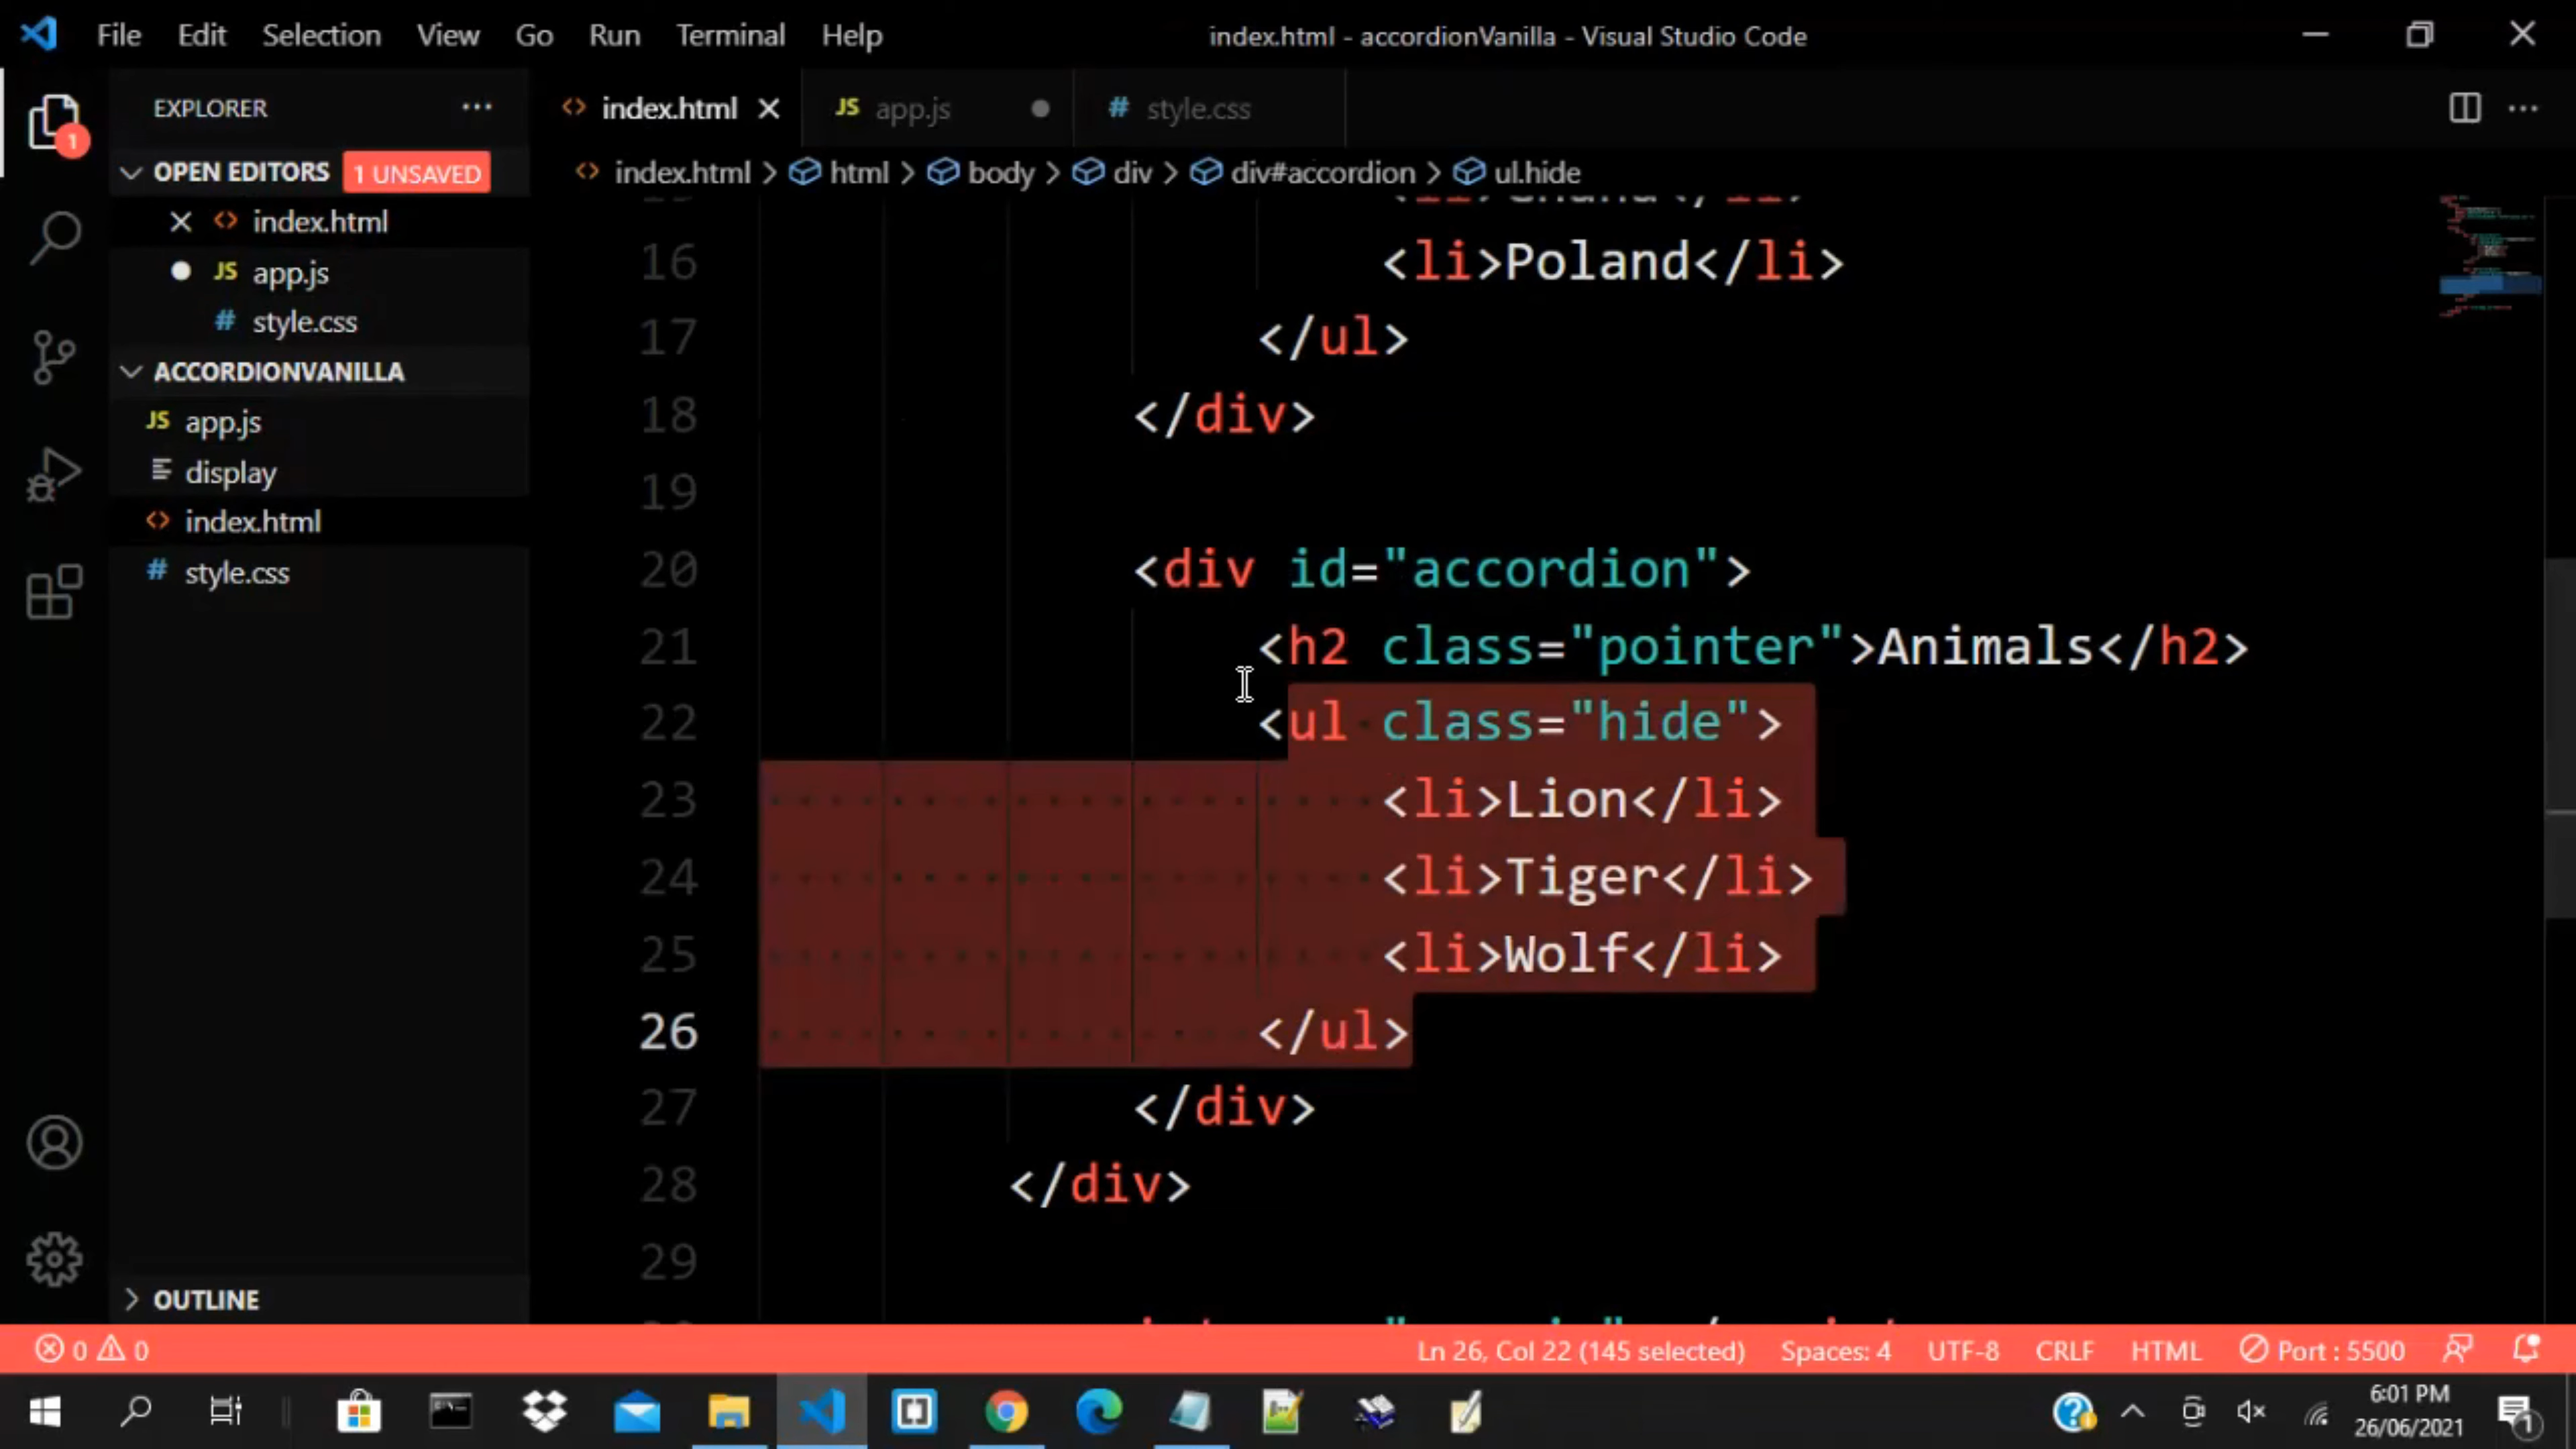 File Edit Selection View Go Run Terminal Help
index.html - accordionVanilla - Visual Studio Code
EXPLORER
1
OPEN EDITORS 1 UNSAVED
index.html
JS app.js
# style.css
ACCORDIONVANILLA
JS app.js
display
index.html
# style.css
OUTLINE
index.html JS app.js # style.css
index.html > html > body > div > div#accordion > ul.hide
16 <li>Poland</li>
17 </ul>
18 </div>
19
20 <div id="accordion">
21 <h2 class="pointer">Animals</h2>
22 <ul class="hide">
23 <li>Lion</li>
24 <li>Tiger</li>
25 <li>Wolf</li>
26 </ul>
27 </div>
28 </div>
29
0 0 Ln 26, Col 22 (145 selected) Spaces: 4 UTF-8 CRLF HTML Port : 5500
6:01 PM
26/06/2021
1